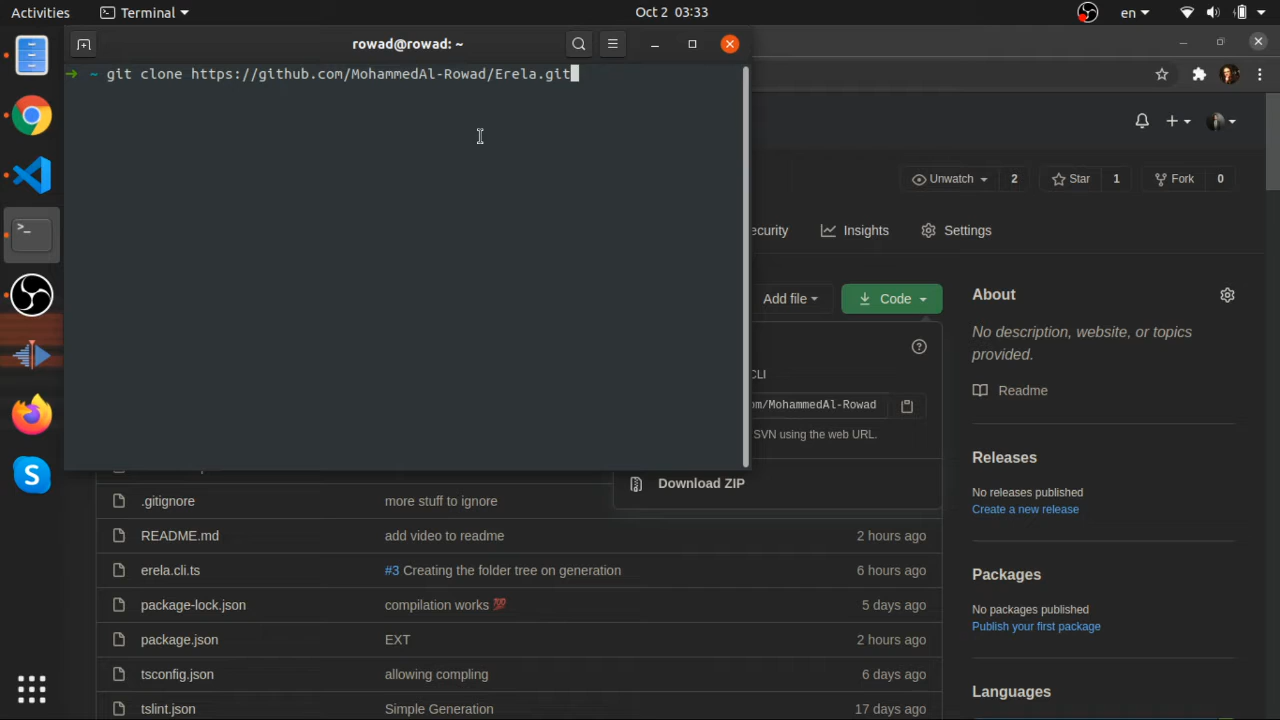 Activities
Terminal
Oct 2 03:33
en
rowad@rowad: ~
~ git clone https://github.com/MohammedAl-Rowad/Erela.git
Unwatch 2
Star 1
Fork 0
ecurity
Insights
Settings
Add file
Code
About
No description, website, or topics
provided.
CLI
Readme
om/MohammedAl-Rowad
SVN using the web URL.
Releases
Download ZIP
No releases published
Create a new release
.gitignore more stuff to ignore
README.md add video to readme 2 hours ago
erela.cli.ts #3 Creating the folder tree on generation 6 hours ago
Packages
package-lock.json compilation works 💯 5 days ago
No packages published
Publish your first package
package.json EXT 2 hours ago
tsconfig.json allowing compiling 6 days ago
Languages
tslint.json Simple Generation 17 days ago